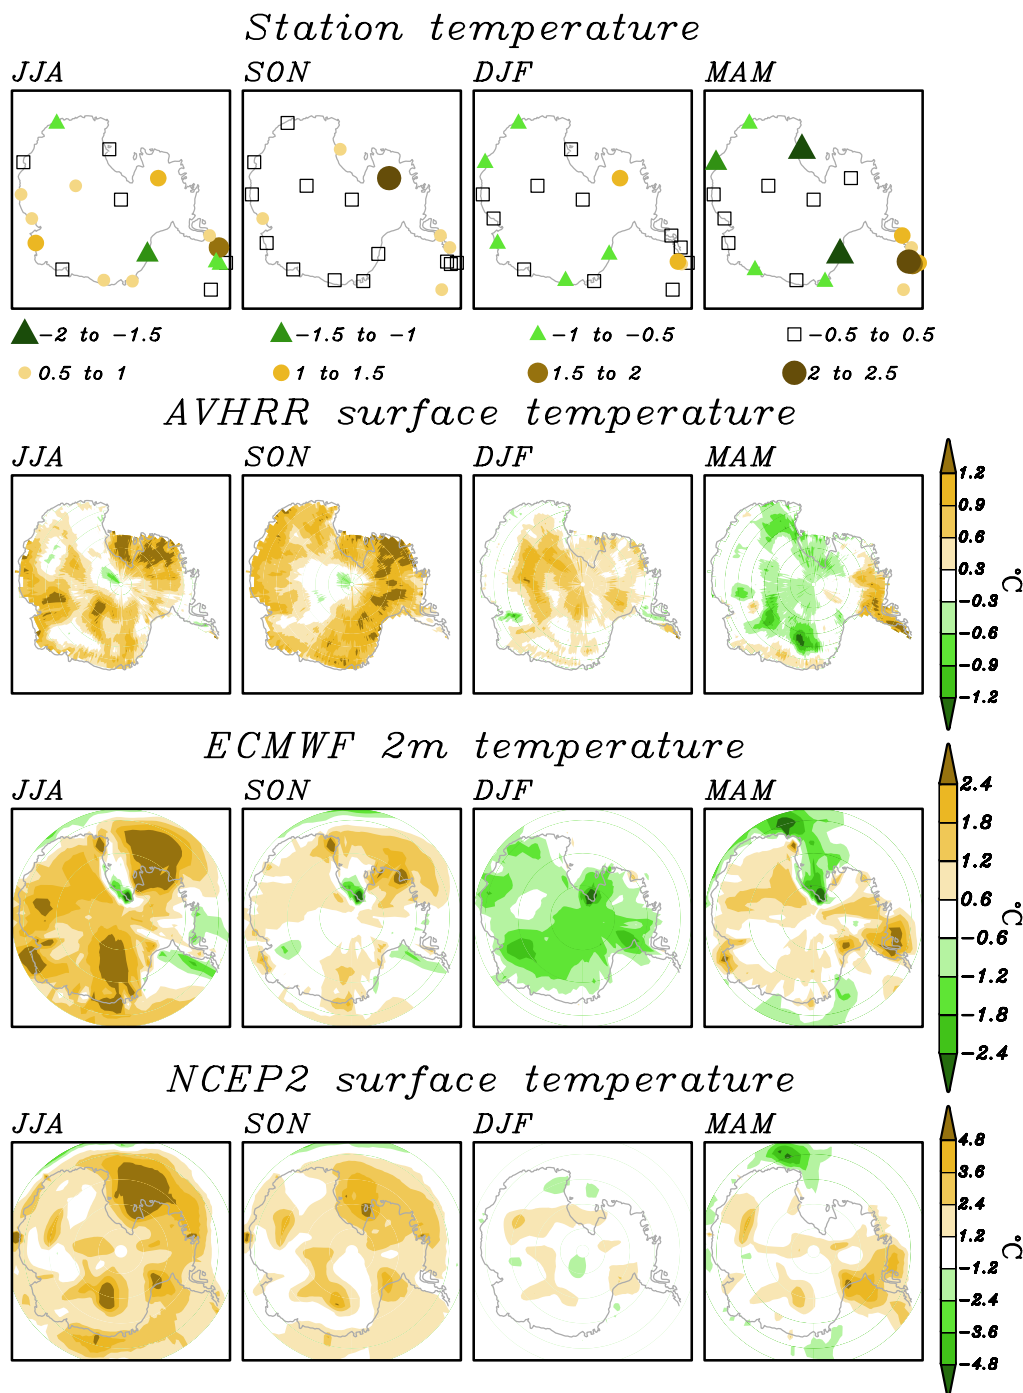 Station temperature
JJA SON DJF MAM
-2 to -1.5 -1.5 to -1 -1 to -0.5 -0.5 to 0.5
0.5 to 1 1 to 1.5 1.5 to 2 2 to 2.5
AVHRR surface temperature
JJA SON DJF MAM
1.2
0.9
0.6
0.3
-0.3
-0.6
-0.9
-1.2
°C
ECMWF 2m temperature
JJA SON DJF MAM
2.4
1.8
1.2
0.6
-0.6
-1.2
-1.8
-2.4
°C
NCEP2 surface temperature
JJA SON DJF MAM
4.8
3.6
2.4
1.2
-1.2
-2.4
-3.6
-4.8
°C